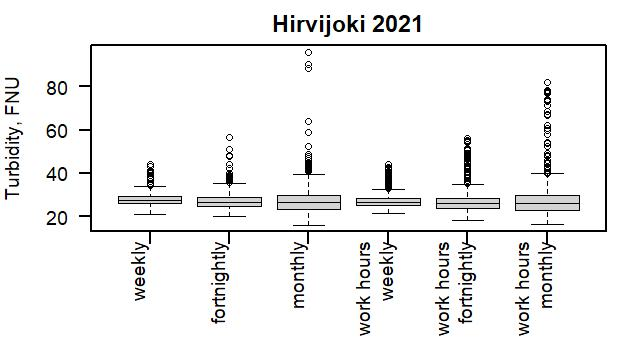 Hirvijoki 2021
Turbidity, FNU
80
60
40
20
weekly
fortnightly
monthly
work hours
weekly
work hours
fortnightly
work hours
monthly